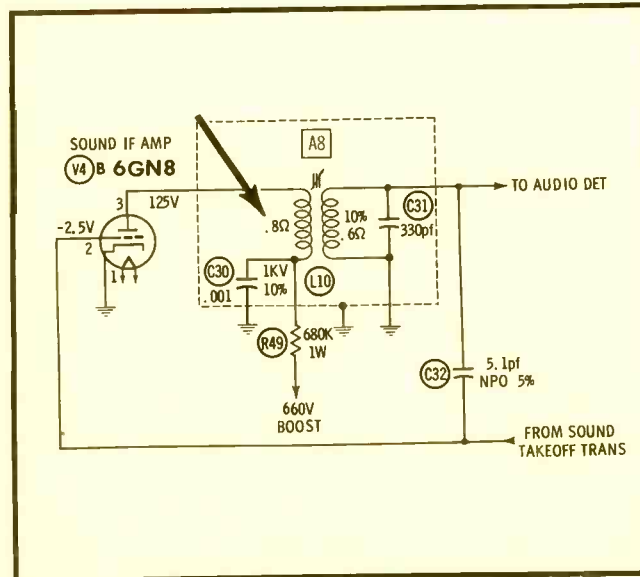 A8
SOUND IF AMP
V4 B 6GN8
3
125V
TO AUDIO DET
-2.5V
2
1
.8Ω
10%
.6Ω
C31
330pf
C30
1KV
10%
.001
L10
R49
680K
1W
660V
BOOST
C32
5.1pf
NPO 5%
FROM SOUND
TAKEOFF TRANS